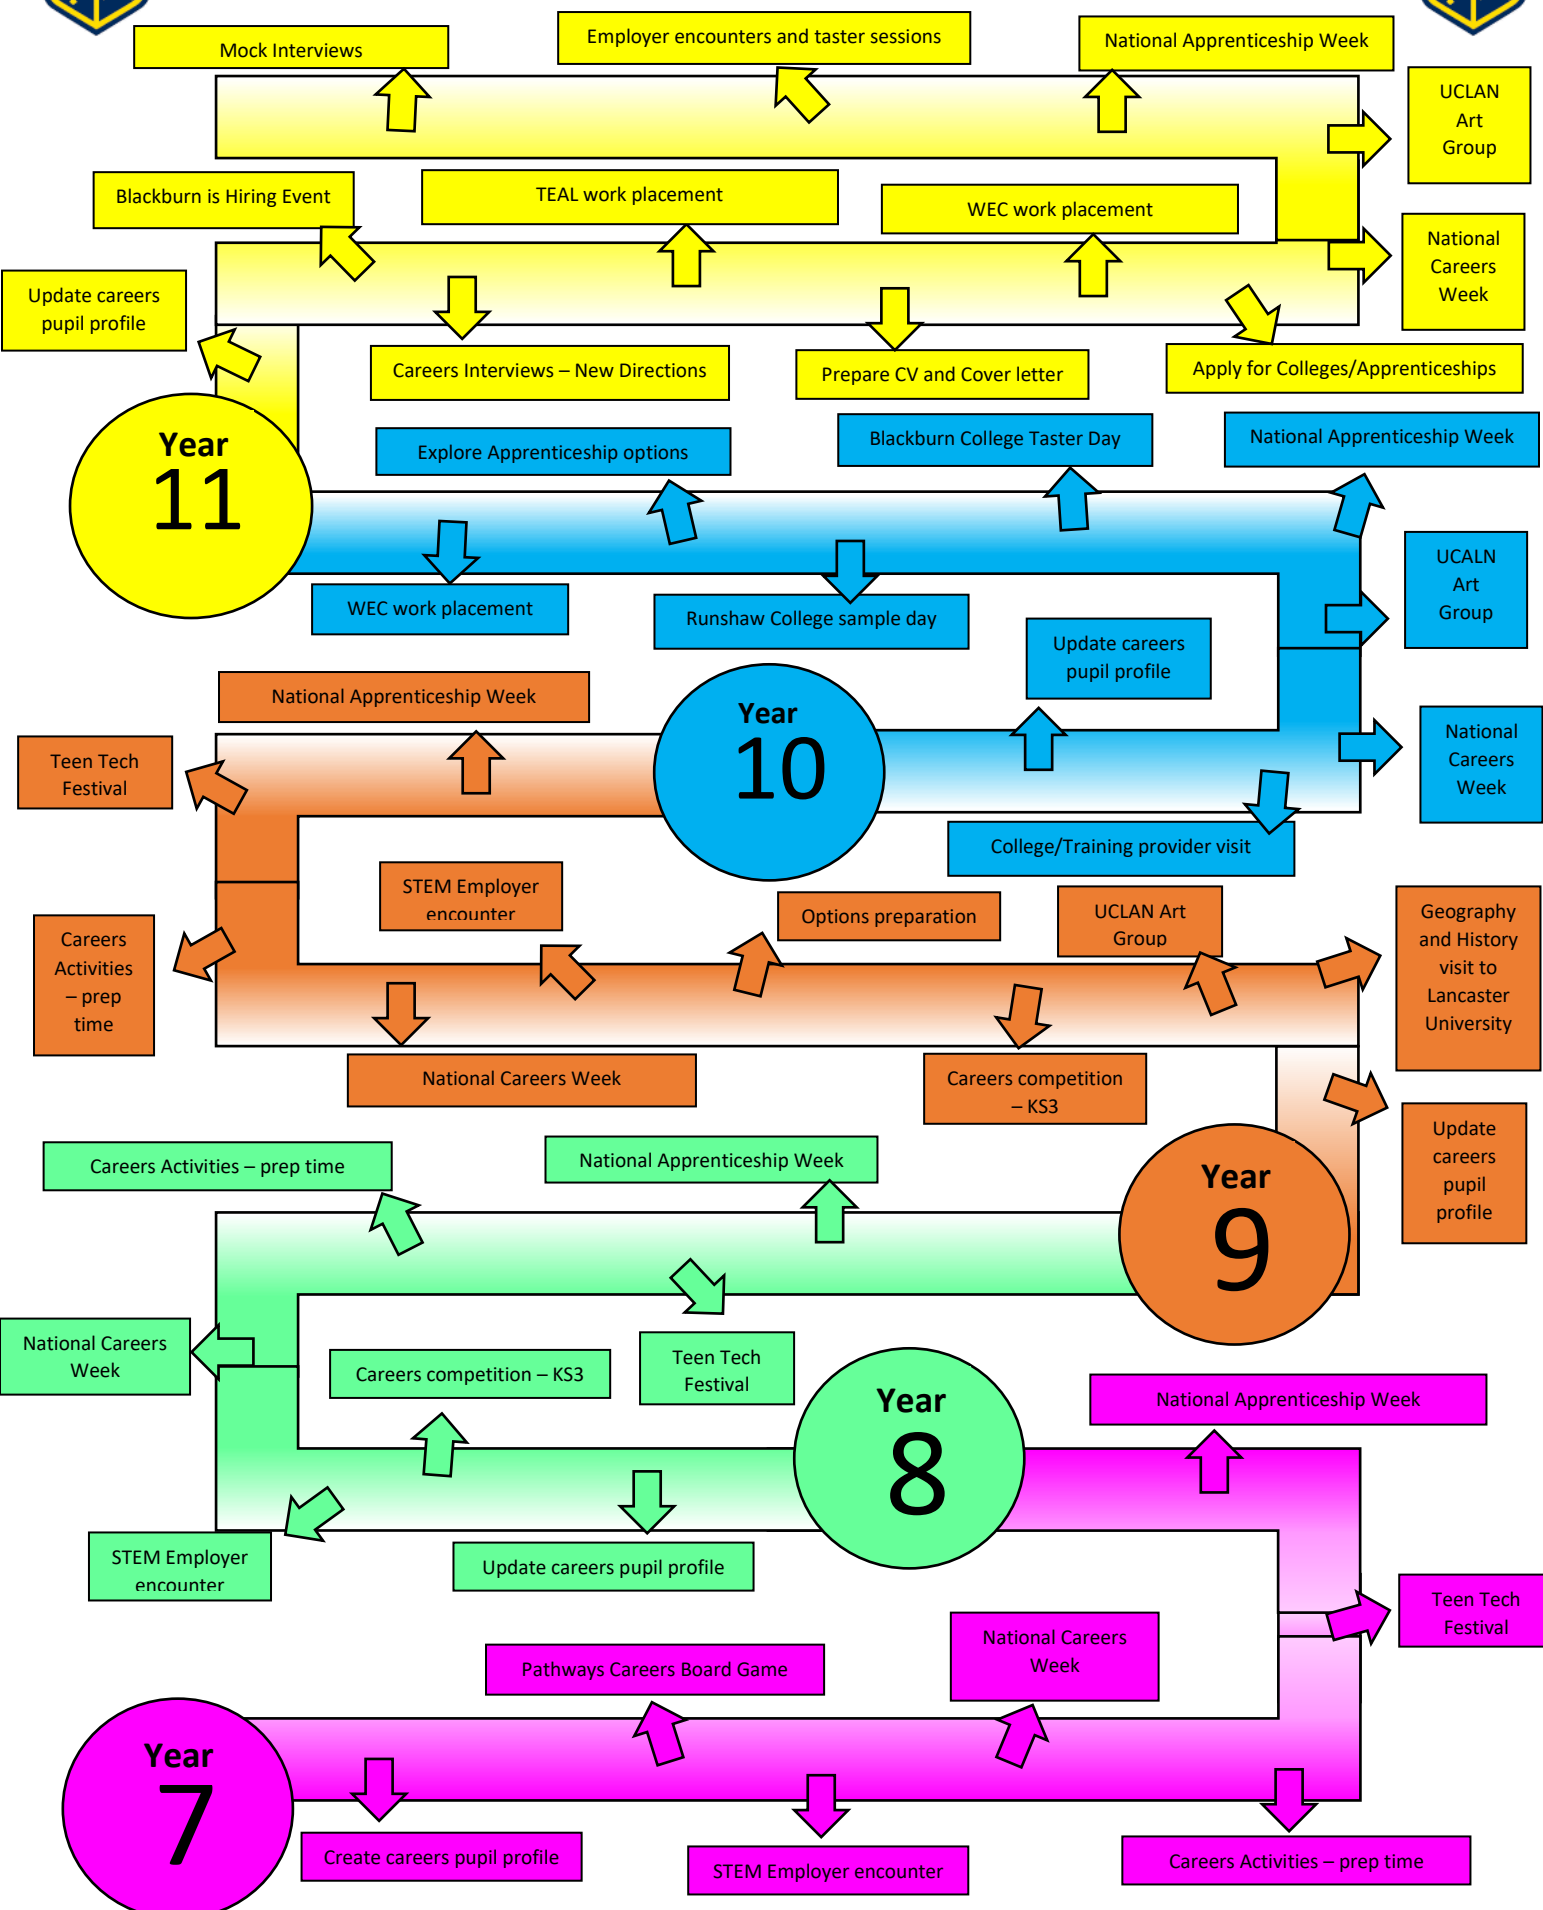 Mock Interviews
Employer encounters and taster sessions
National Apprenticeship Week
UCLAN
Art
Group
Blackburn is Hiring Event
TEAL work placement
WEC work placement
National
Careers
Week
Update careers
pupil profile
Careers Interviews – New Directions
Prepare CV and Cover letter
Apply for Colleges/Apprenticeships
Year
11
Explore Apprenticeship options
Blackburn College Taster Day
National Apprenticeship Week
UCALN
Art
Group
WEC work placement
Runshaw College sample day
Update careers
pupil profile
National Apprenticeship Week
Year
10
National
Careers
Week
Teen Tech
Festival
College/Training provider visit
STEM Employer
encounter
Options preparation
UCLAN Art
Group
Geography
and History
visit to
Lancaster
University
Careers
Activities
– prep
time
National Careers Week
Careers competition
– KS3
Update
careers
pupil
profile
Careers Activities – prep time
National Apprenticeship Week
Year
9
National Careers
Week
Careers competition – KS3
Teen Tech
Festival
Year
8
National Apprenticeship Week
STEM Employer
encounter
Update careers pupil profile
Teen Tech
Festival
Pathways Careers Board Game
National Careers
Week
Year
7
Create careers pupil profile
STEM Employer encounter
Careers Activities – prep time